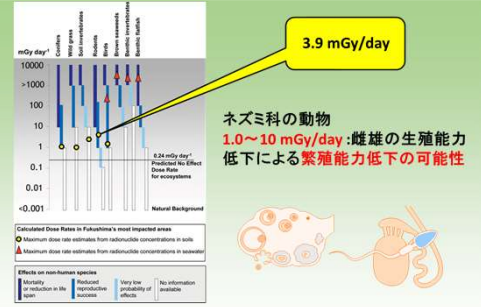 Conifers
Wild grass
Soil invertebrates
Rodents
Birds
Brown seaweeds
Benthic invertebrates
Benthic flatfish
mGy day⁻¹
10000
>1000
100
10
1
0.1
0.01
<0.001
0.24 mGy day⁻¹
Predicted No Effect
Dose Rate
for ecosystems
Natural Background
Calculated Dose Rates in Fukushima's most impacted areas
Maximum dose rate estimates from radionuclide concentrations in soils
Maximum dose rate estimates from radionuclide concentrations in seawater
Effects on non-human species
Mortality
or reduction in life
span
Reduced
reproductive
success
Very low
probability of
effects
No information
available
3.9 mGy/day
ネズミ科の動物
1.0～10 mGy/day :雌雄の生殖能力
低下による繁殖能力低下の可能性